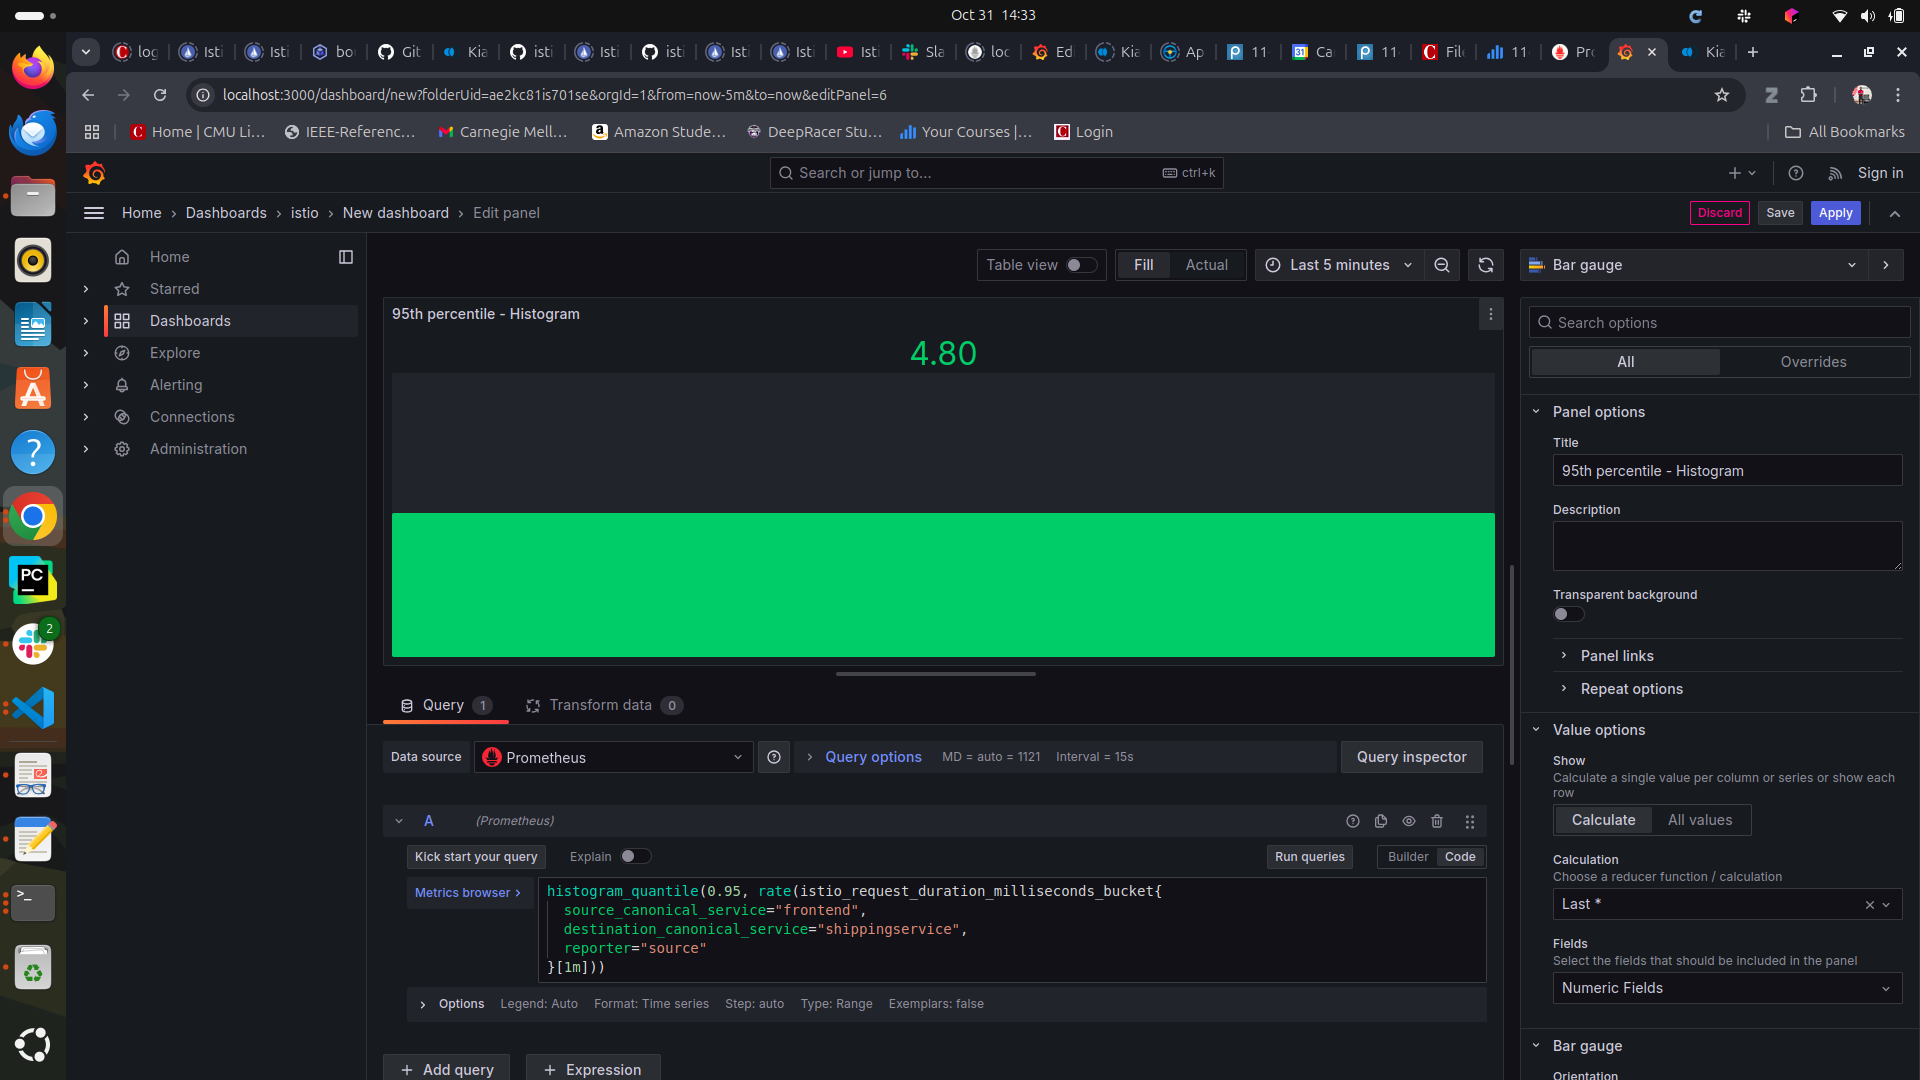 Oct 31 14:33
log
Isti
Isti
bo
Git
Kia
isti
Isti
isti
Isti
Isti
Isti
Sla
loc
Edi
Kia
Ap
11-
Ca
11-
File
11-
Pro
Kia
localhost:3000/dashboard/new?folderUid=ae2kc81is701se&orgId=1&from=now-5m&to=now&editPanel=6
Home | CMU Li...
IEEE-Referenc...
Carnegie Mell...
Amazon Stude...
DeepRacer Stu...
Your Courses |...
Login
All Bookmarks
Search or jump to...
ctrl+k
Sign in
Home › Dashboards › istio › New dashboard › Edit panel
Discard
Save
Apply
Home
Starred
Dashboards
Explore
Alerting
Connections
Administration
Table view
Fill
Actual
Last 5 minutes
Bar gauge
95th percentile - Histogram
4.80
Search options
All
Overrides
Panel options
Title
95th percentile - Histogram
Description
Transparent background
Panel links
Repeat options
Value options
Show
Calculate a single value per column or series or show each
row
Calculate
All values
Calculation
Choose a reducer function / calculation
Last *
Fields
Select the fields that should be included in the panel
Numeric Fields
Bar gauge
Orientation
Query 1
Transform data 0
Data source
Prometheus
Query options
MD = auto = 1121
Interval = 15s
Query inspector
A
(Prometheus)
Kick start your query
Explain
Run queries
Builder
Code
Metrics browser >
histogram_quantile(0.95, rate(istio_request_duration_milliseconds_bucket{
source_canonical_service="frontend",
destination_canonical_service="shippingservice",
reporter="source"
}[1m]))
Options
Legend: Auto
Format: Time series
Step: auto
Type: Range
Exemplars: false
+ Add query
+ Expression
PC
2